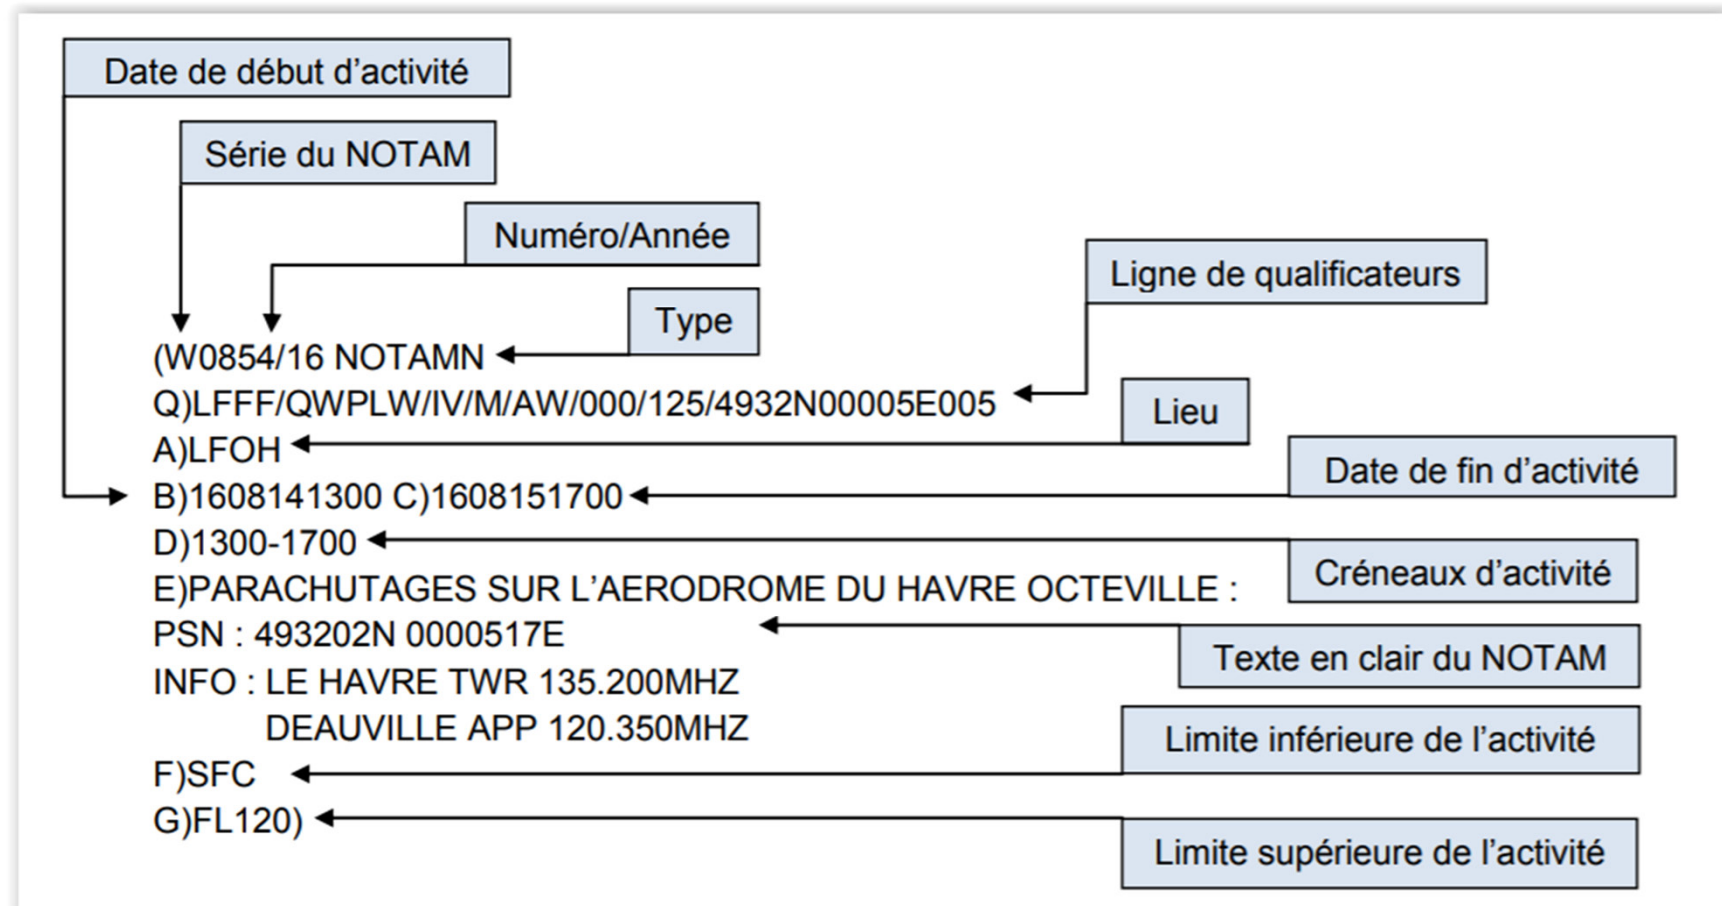 Date de début d'activité
Série du NOTAM
Numéro/Année
Ligne de qualificateurs
Type
(W0854/16 NOTAMN
Q)LFFF/QWPLW/IV/M/AW/000/125/4932N00005E005
Lieu
A)LFOH
Date de fin d'activité
B)1608141300 C)1608151700
D)1300-1700
Créneaux d'activité
E)PARACHUTAGES SUR L'AERODROME DU HAVRE OCTEVILLE :
PSN : 493202N 0000517E
Texte en clair du NOTAM
INFO : LE HAVRE TWR 135.200MHZ
DEAUVILLE APP 120.350MHZ
Limite inférieure de l'activité
F)SFC
G)FL120)
Limite supérieure de l'activité